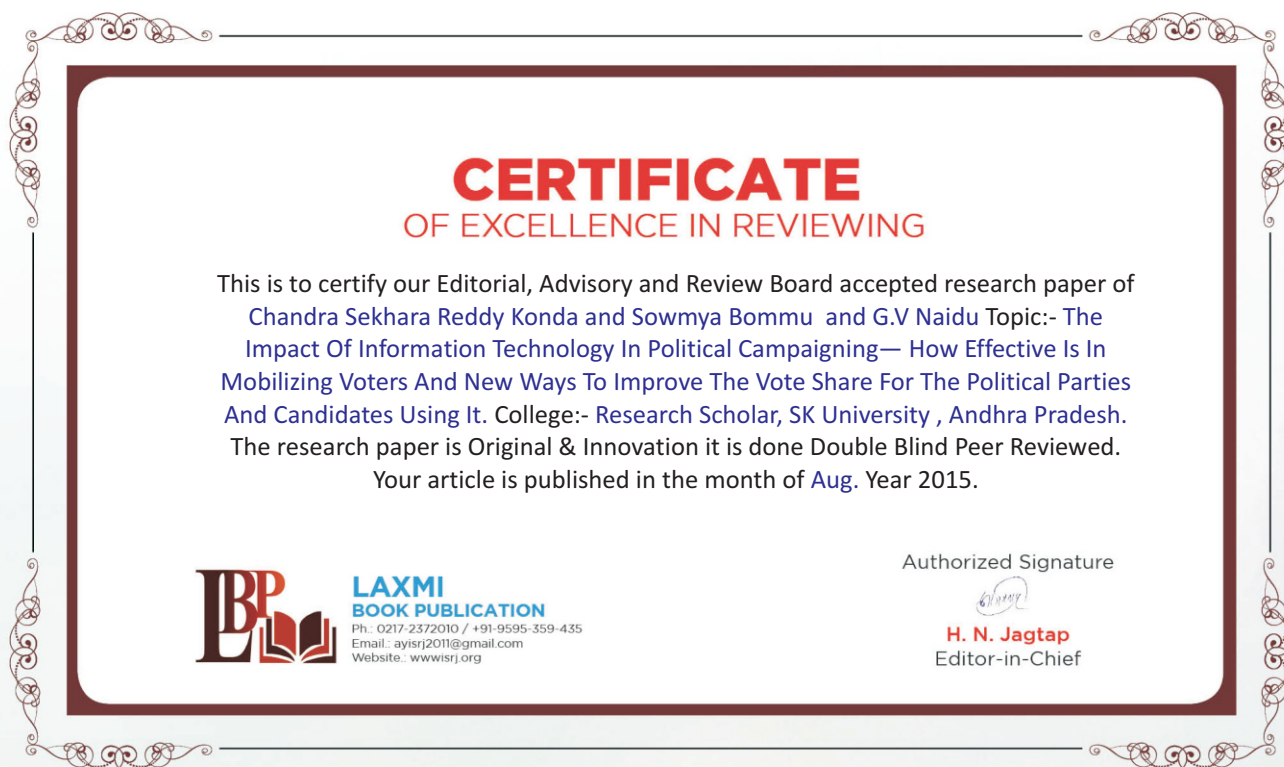 CERTIFICATE
OF EXCELLENCE IN REVIEWING
This is to certify our Editorial, Advisory and Review Board accepted research paper of
Chandra Sekhara Reddy Konda and Sowmya Bommu and G.V Naidu Topic:- The
Impact Of Information Technology In Political Campaigning— How Effective Is In
Mobilizing Voters And New Ways To Improve The Vote Share For The Political Parties
And Candidates Using It. College:- Research Scholar, SK University , Andhra Pradesh.
The research paper is Original & Innovation it is done Double Blind Peer Reviewed.
Your article is published in the month of Aug. Year 2015.
LBP
LAXMI
BOOK PUBLICATION
Ph.: 0217-2372010 / +91-9595-359-435
Email.: ayisrj2011@gmail.com
Website.: wwwisrj.org
Authorized Signature
H. N. Jagtap
Editor-in-Chief